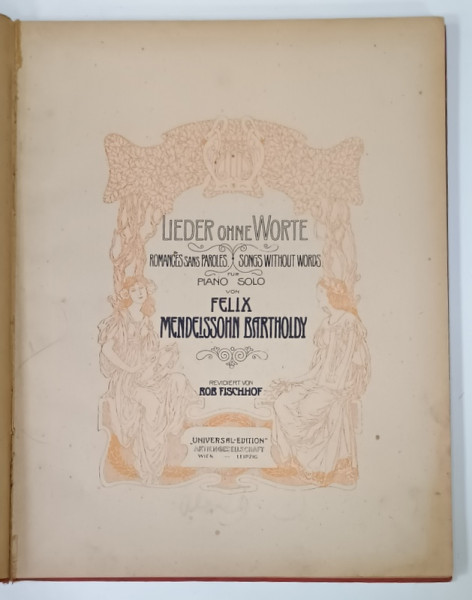 LIEDER OHNE WORTE
ROMANCES SANS PAROLES SONGS WITHOUT WORDS
FÜR
PIANO SOLO
VON
FELIX
MENDELSSOHN BARTHOLDY
REVIDIERT VON
ROB FISCHHOF
„UNIVERSAL-EDITION"
AKTIENGESELLSCHAFT
WIEN — LEIPZIG